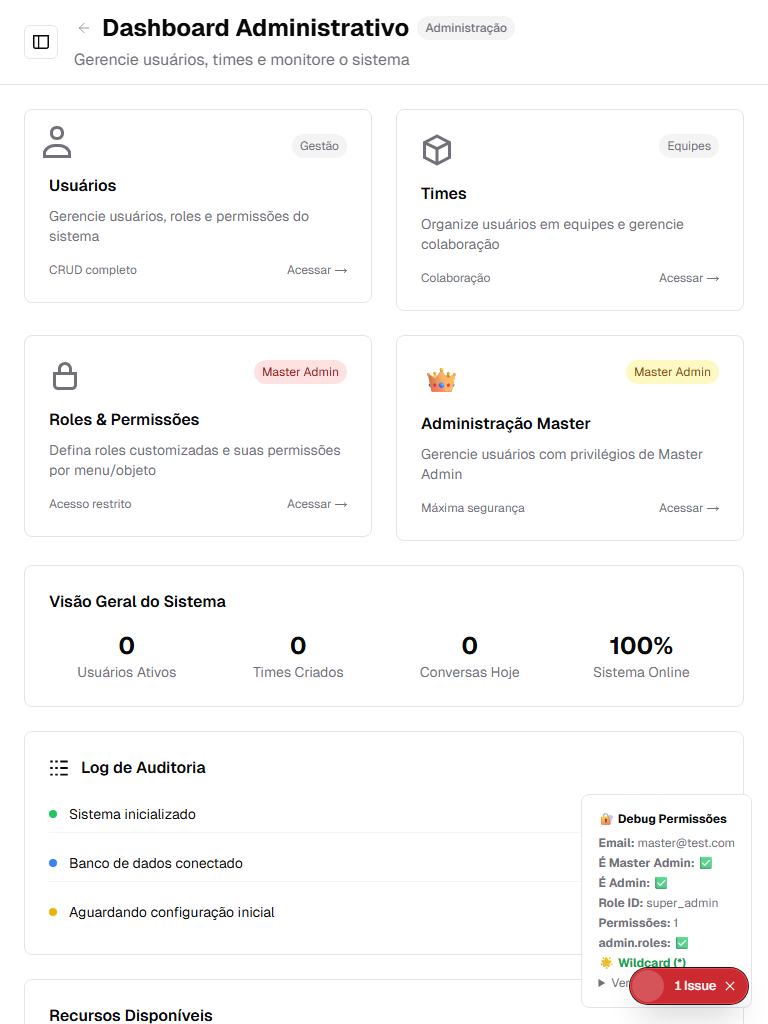 ← Dashboard Administrativo Administração
Gerencie usuários, times e monitore o sistema
Gestão
Usuários
Gerencie usuários, roles e permissões do
sistema
CRUD completo Acessar →
Equipes
Times
Organize usuários em equipes e gerencie
colaboração
Colaboração Acessar →
Master Admin
Roles & Permissões
Defina roles customizadas e suas permissões
por menu/objeto
Acesso restrito Acessar →
Master Admin
Administração Master
Gerencie usuários com privilégios de Master
Admin
Máxima segurança Acessar →
Visão Geral do Sistema
0 0 0 100%
Usuários Ativos Times Criados Conversas Hoje Sistema Online
Log de Auditoria
Sistema inicializado
Banco de dados conectado
Aguardando configuração inicial
Debug Permissões
Email: master@test.com
É Master Admin: ✅
É Admin: ✅
Role ID: super_admin
Permissões: 1
admin.roles: ✅
Wildcard (*)
1 Issue
Recursos Disponíveis